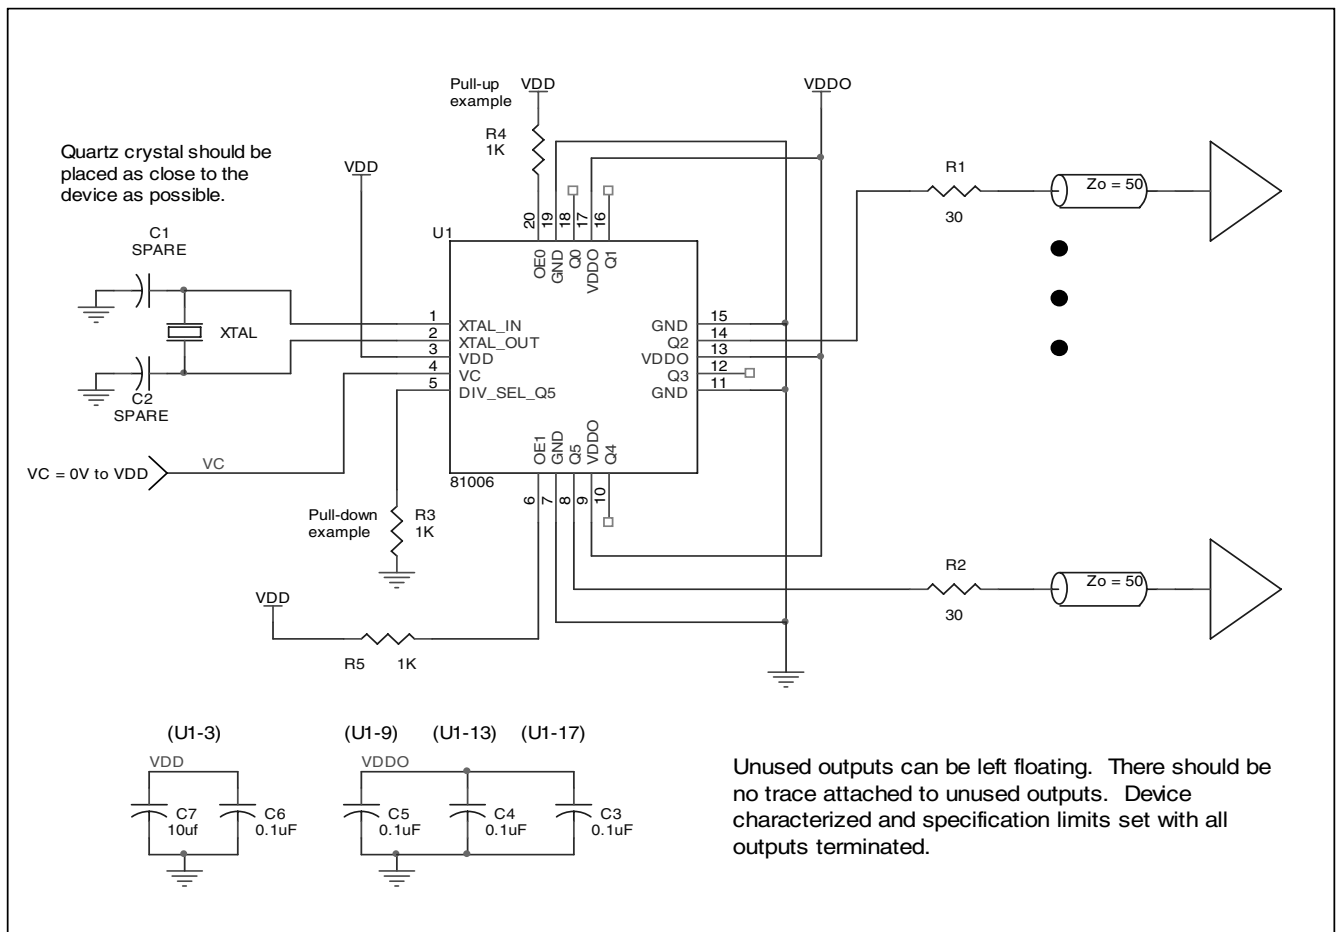 Pull-up
example
VDD
VDDO
R4
1K
Quartz crystal should be
placed as close to the
device as possible.
VDD
R1
30
Zo = 50
C1
SPARE
XTAL
C2
SPARE
U1
20
19
18
17
16
OE0
GND
Q0
VDDO
Q1
1
2
3
4
5
XTAL_IN
XTAL_OUT
VDD
VC
DIV_SEL_Q5
GND
Q2
VDDO
Q3
GND
15
14
13
12
11
OE1
GND
Q5
VDDO
Q4
81006
6
7
8
9
10
VC = 0V to VDD
VC
Pull-down
example
R3
1K
R2
30
Zo = 50
VDD
R5
1K
(U1-3)
(U1-9)
(U1-13)
(U1-17)
VDD
VDDO
C7
10uf
C6
0.1uF
C5
0.1uF
C4
0.1uF
C3
0.1uF
Unused outputs can be left floating. There should be
no trace attached to unused outputs. Device
characterized and specification limits set with all
outputs terminated.